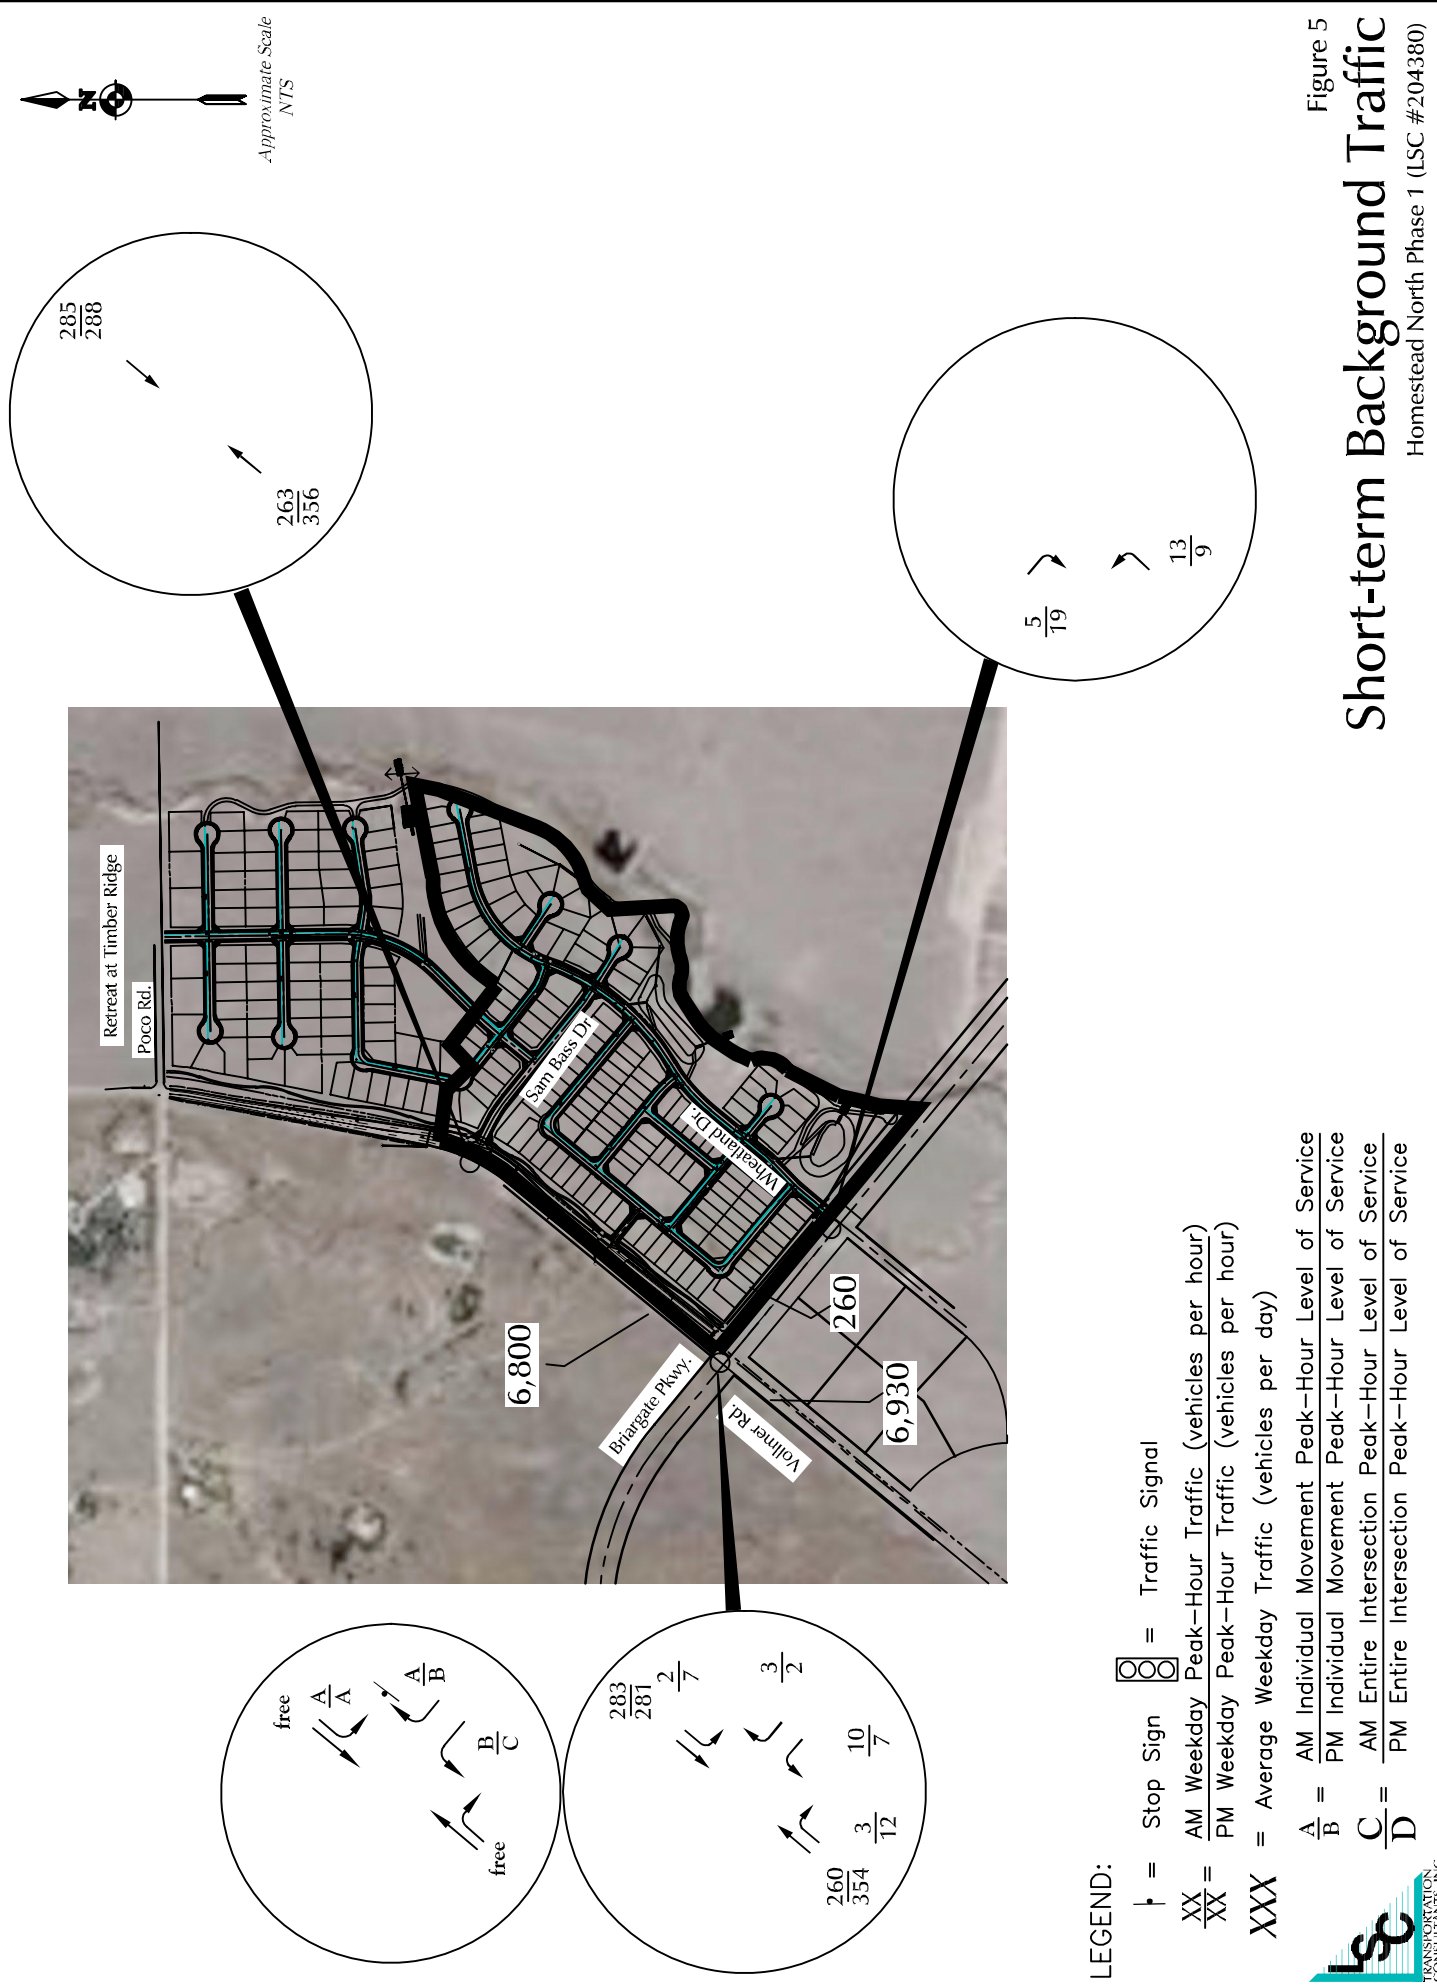 N
Approximate Scale
NTS
285
288
263
356
5
19
13
9
Retreat at Timber Ridge
Poco Rd.
Sam Bass Dr
Wheatland Dr.
6,800
260
6,930
Briargate Pkwy.
Vollmer Rd.
free
A
A
A
B
B
C
free
283
281
2
7
3
2
10
7
3
12
260
354
LEGEND:
= Stop Sign
= Traffic Signal
XX
XX
=
AM Weekday Peak-Hour Traffic (vehicles per hour)
PM Weekday Peak-Hour Traffic (vehicles per hour)
XXX = Average Weekday Traffic (vehicles per day)
A
B
=
AM Individual Movement Peak-Hour Level of Service
PM Individual Movement Peak-Hour Level of Service
C
D
=
AM Entire Intersection Peak-Hour Level of Service
PM Entire Intersection Peak-Hour Level of Service
LSC
TRANSPORTATION
CONSULTANTS, INC.
Figure 5
Short-term Background Traffic
Homestead North Phase 1 (LSC #204380)